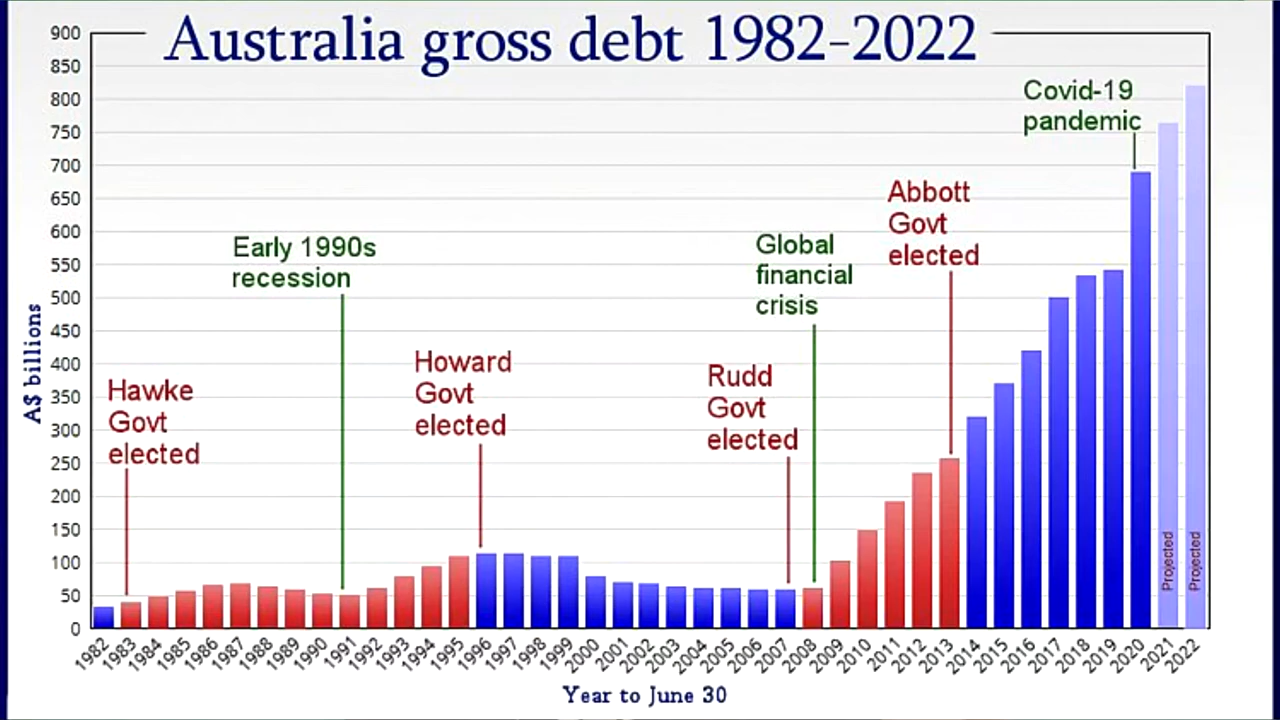 Australia gross debt 1982-2022
900
850
800
750
700
650
600
550
500
450
400
350
300
250
200
150
100
50
0
A$ billions
Covid-19
pandemic
Abbott
Govt
elected
Early 1990s
recession
Global
financial
crisis
Howard
Govt
elected
Rudd
Govt
elected
Hawke
Govt
elected
Projected
Projected
1982
1983
1984
1985
1986
1987
1988
1989
1990
1991
1992
1993
1994
1995
1996
1997
1998
1999
2000
2001
2002
2003
2004
2005
2006
2007
2008
2009
2010
2011
2012
2013
2014
2015
2016
2017
2018
2019
2020
2021
2022
Year to June 30